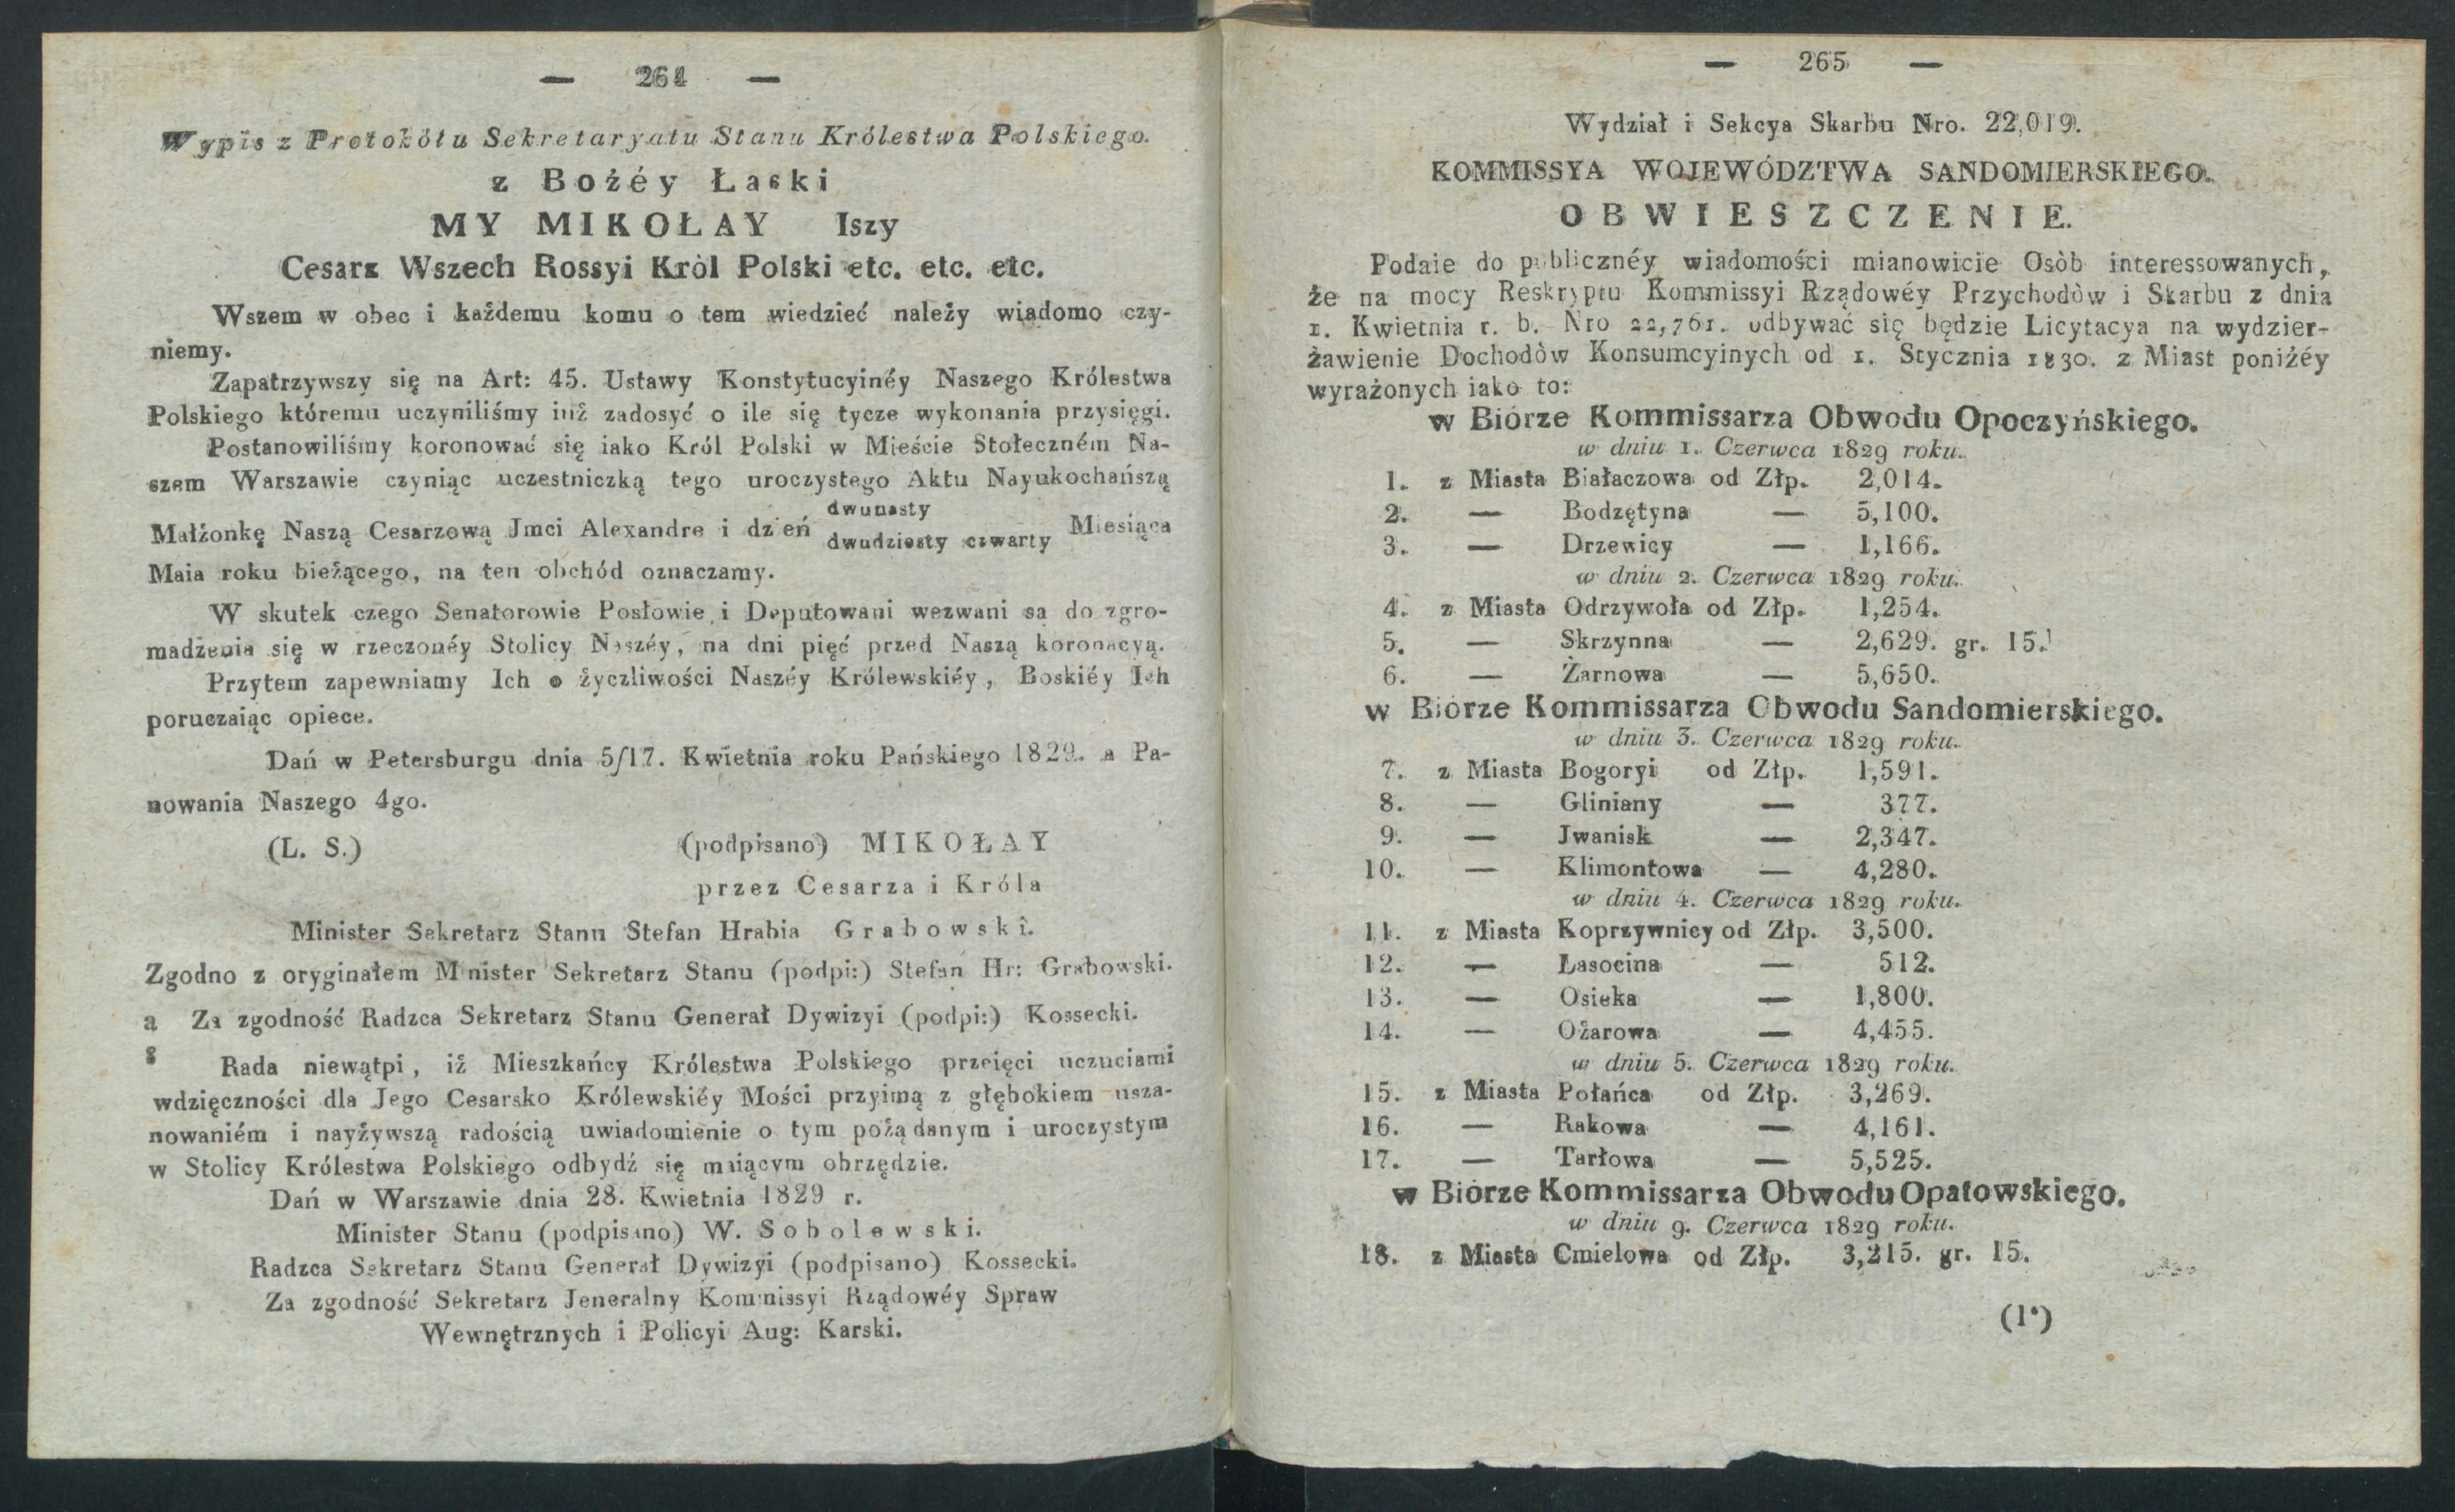 — 264 —
Wypis z Protokółu Sekretaryatu Stanu Królestwa Polskiego.
z Bożéy Łaski
MY MIKOŁAY Iszy
Cesarz Wszech Rossyi Król Polski etc. etc. etc.
Wszem w obec i każdemu komu o tem wiedzieć należy wiadomo czy-
niemy.
Zapatrzywszy się na Art: 45. Ustawy Konstytucyinéy Naszego Królestwa
Polskiego któremu uczyniliśmy iuż zadosyć o ile się tycze wykonania przysięgi.
Postanowiliśmy koronować się iako Król Polski w Mieście Stołeczném Na-
szem Warszawie czyniąc uczestniczką tego uroczystego Aktu Nayukochańszą
Małżonkę Naszą Cesarzową Jmci Alexandre i dzień dwunasty
dwudziesty czwarty Miesiąca
Maia roku bieżącego, na ten obchód oznaczamy.
W skutek czego Senatorowie Posłowie i Deputowani wezwani są do zgro-
madzenia się w rzeczonéy Stolicy Naszéy, na dni pięć przed Naszą koronacyą.
Przytem zapewniamy Ich o życzliwości Naszéy Królewskiéy, Boskiéy Ich
poruczaiąc opiece.
Dań w Petersburgu dnia 5/17. Kwietnia roku Pańskiego 1829. a Pa-
nowania Naszego 4go.
(L. S.) (podpisano) MIKOŁAY
przez Cesarza i Króla
Minister Sekretarz Stanu Stefan Hrabia Grabowski.
Zgodno z oryginałem Minister Sekretarz Stanu (podpi:) Stefan Hr: Grabowski.
a Za zgodność Radzca Sekretarz Stanu Generał Dywizyi (podpi:) Kossecki.
Rada niewątpi, iż Mieszkańcy Królestwa Polskiego przeięci uczuciami
wdzięczności dla Jego Cesarsko Królewskiéy Mości przyimą z głębokiem usza-
nowaniém i nayżywszą radością uwiadomienie o tym pożądanym i uroczystym
w Stolicy Królestwa Polskiego odbydź się maiącym obrzędzie.
Dań w Warszawie dnia 28. Kwietnia 1829 r.
Minister Stanu (podpisano) W. Sobolewski.
Radzca Sekretarz Stanu Generał Dywizyi (podpisano) Kossecki.
Za zgodność Sekretarz Jeneralny Kommissyi Rządowéy Spraw
Wewnętrznych i Policyi Aug: Karski.
— 265 —
Wydział i Sekcya Skarbu Nro. 22,019.
KOMMISSYA WOJEWÓDZTWA SANDOMIERSKIEGO.
OBWIESZCZENIE.
Podaie do publicznéy wiadomości mianowicie Osòb interessowanych,
że na mocy Reskryptu Kommissyi Rządowéy Przychodòw i Skarbu z dnia
1. Kwietnia r. b. Nro 22,761. odbywać się będzie Licytacya na wydzier-
żawienie Dochodòw Konsumcyinych od 1. Stycznia 1830. z Miast poniżéy
wyrażonych iako to:
w Biórze Kommissarza Obwodu Opoczyńskiego.
w dniu 1. Czerwca 1829 roku.
1. z Miasta Białaczowa od Złp. 2,014.
2. — Bodzętyna — 5,100.
3. — Drzewicy — 1,166.
w dniu 2. Czerwca 1829 roku.
4. z Miasta Odrzywoła od Złp. 1,254.
5. — Skrzynna — 2,629. gr. 15.
6. — Żarnowa — 5,650.
w Biórze Kommissarza Obwodu Sandomierskiego.
w dniu 3. Czerwca 1829 roku.
7. z Miasta Bogoryi od Złp. 1,591.
8. — Gliniany — 377.
9. — Jwanisk — 2,347.
10. — Klimontowa — 4,280.
w dniu 4. Czerwca 1829 roku.
11. z Miasta Koprzywnicy od Złp. 3,500.
12. — Łasocina — 512.
13. — Osieka — 1,800.
14. — Ożarowa — 4,455.
w dniu 5. Czerwca 1829 roku.
15. z Miasta Połańca od Złp. 3,269.
16. — Rakowa — 4,161.
17. — Tarłowa — 5,525.
w Biórze Kommissarza Obwodu Opatowskiego.
w dniu 9. Czerwca 1829 roku.
18. z Miasta Cmielowa od Złp. 3,215. gr. 15.
(1*)